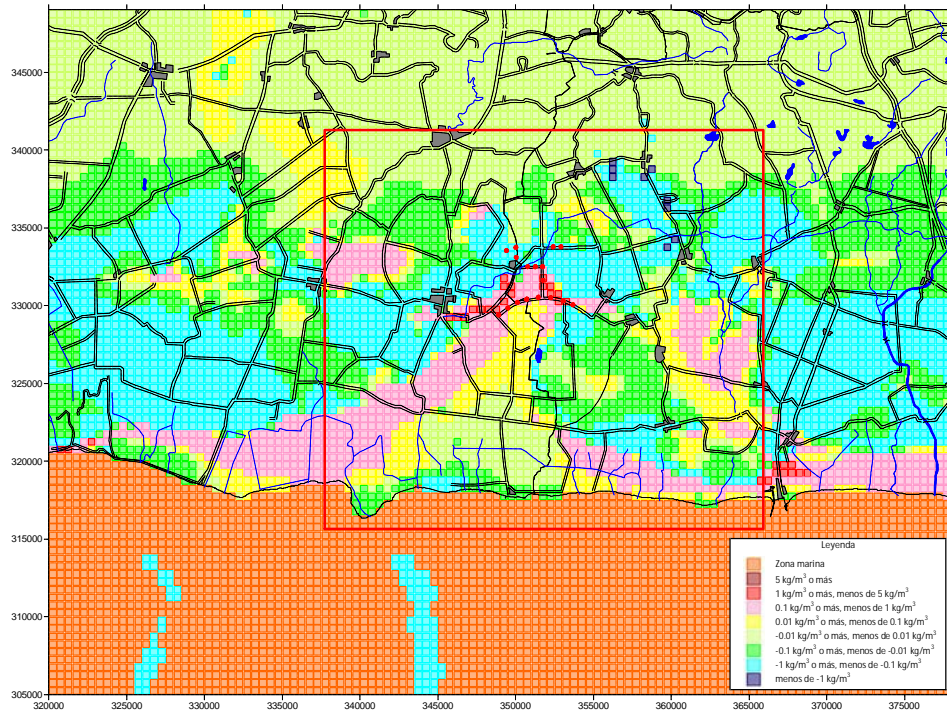 345000
340000
335000
330000
325000
320000
315000
310000
305000
320000 325000 330000 335000 340000 345000 350000 355000 360000 365000 370000 375000
Leyenda
Zona marina
5 kg/m³ o más
1 kg/m³ o más, menos de 5 kg/m³
0.1 kg/m³ o más, menos de 1 kg/m³
0.01 kg/m³ o más, menos de 0.1 kg/m³
-0.01 kg/m³ o más, menos de 0.01 kg/m³
-0.1 kg/m³ o más, menos de -0.01 kg/m³
-1 kg/m³ o más, menos de -0.1 kg/m³
menos de -1 kg/m³